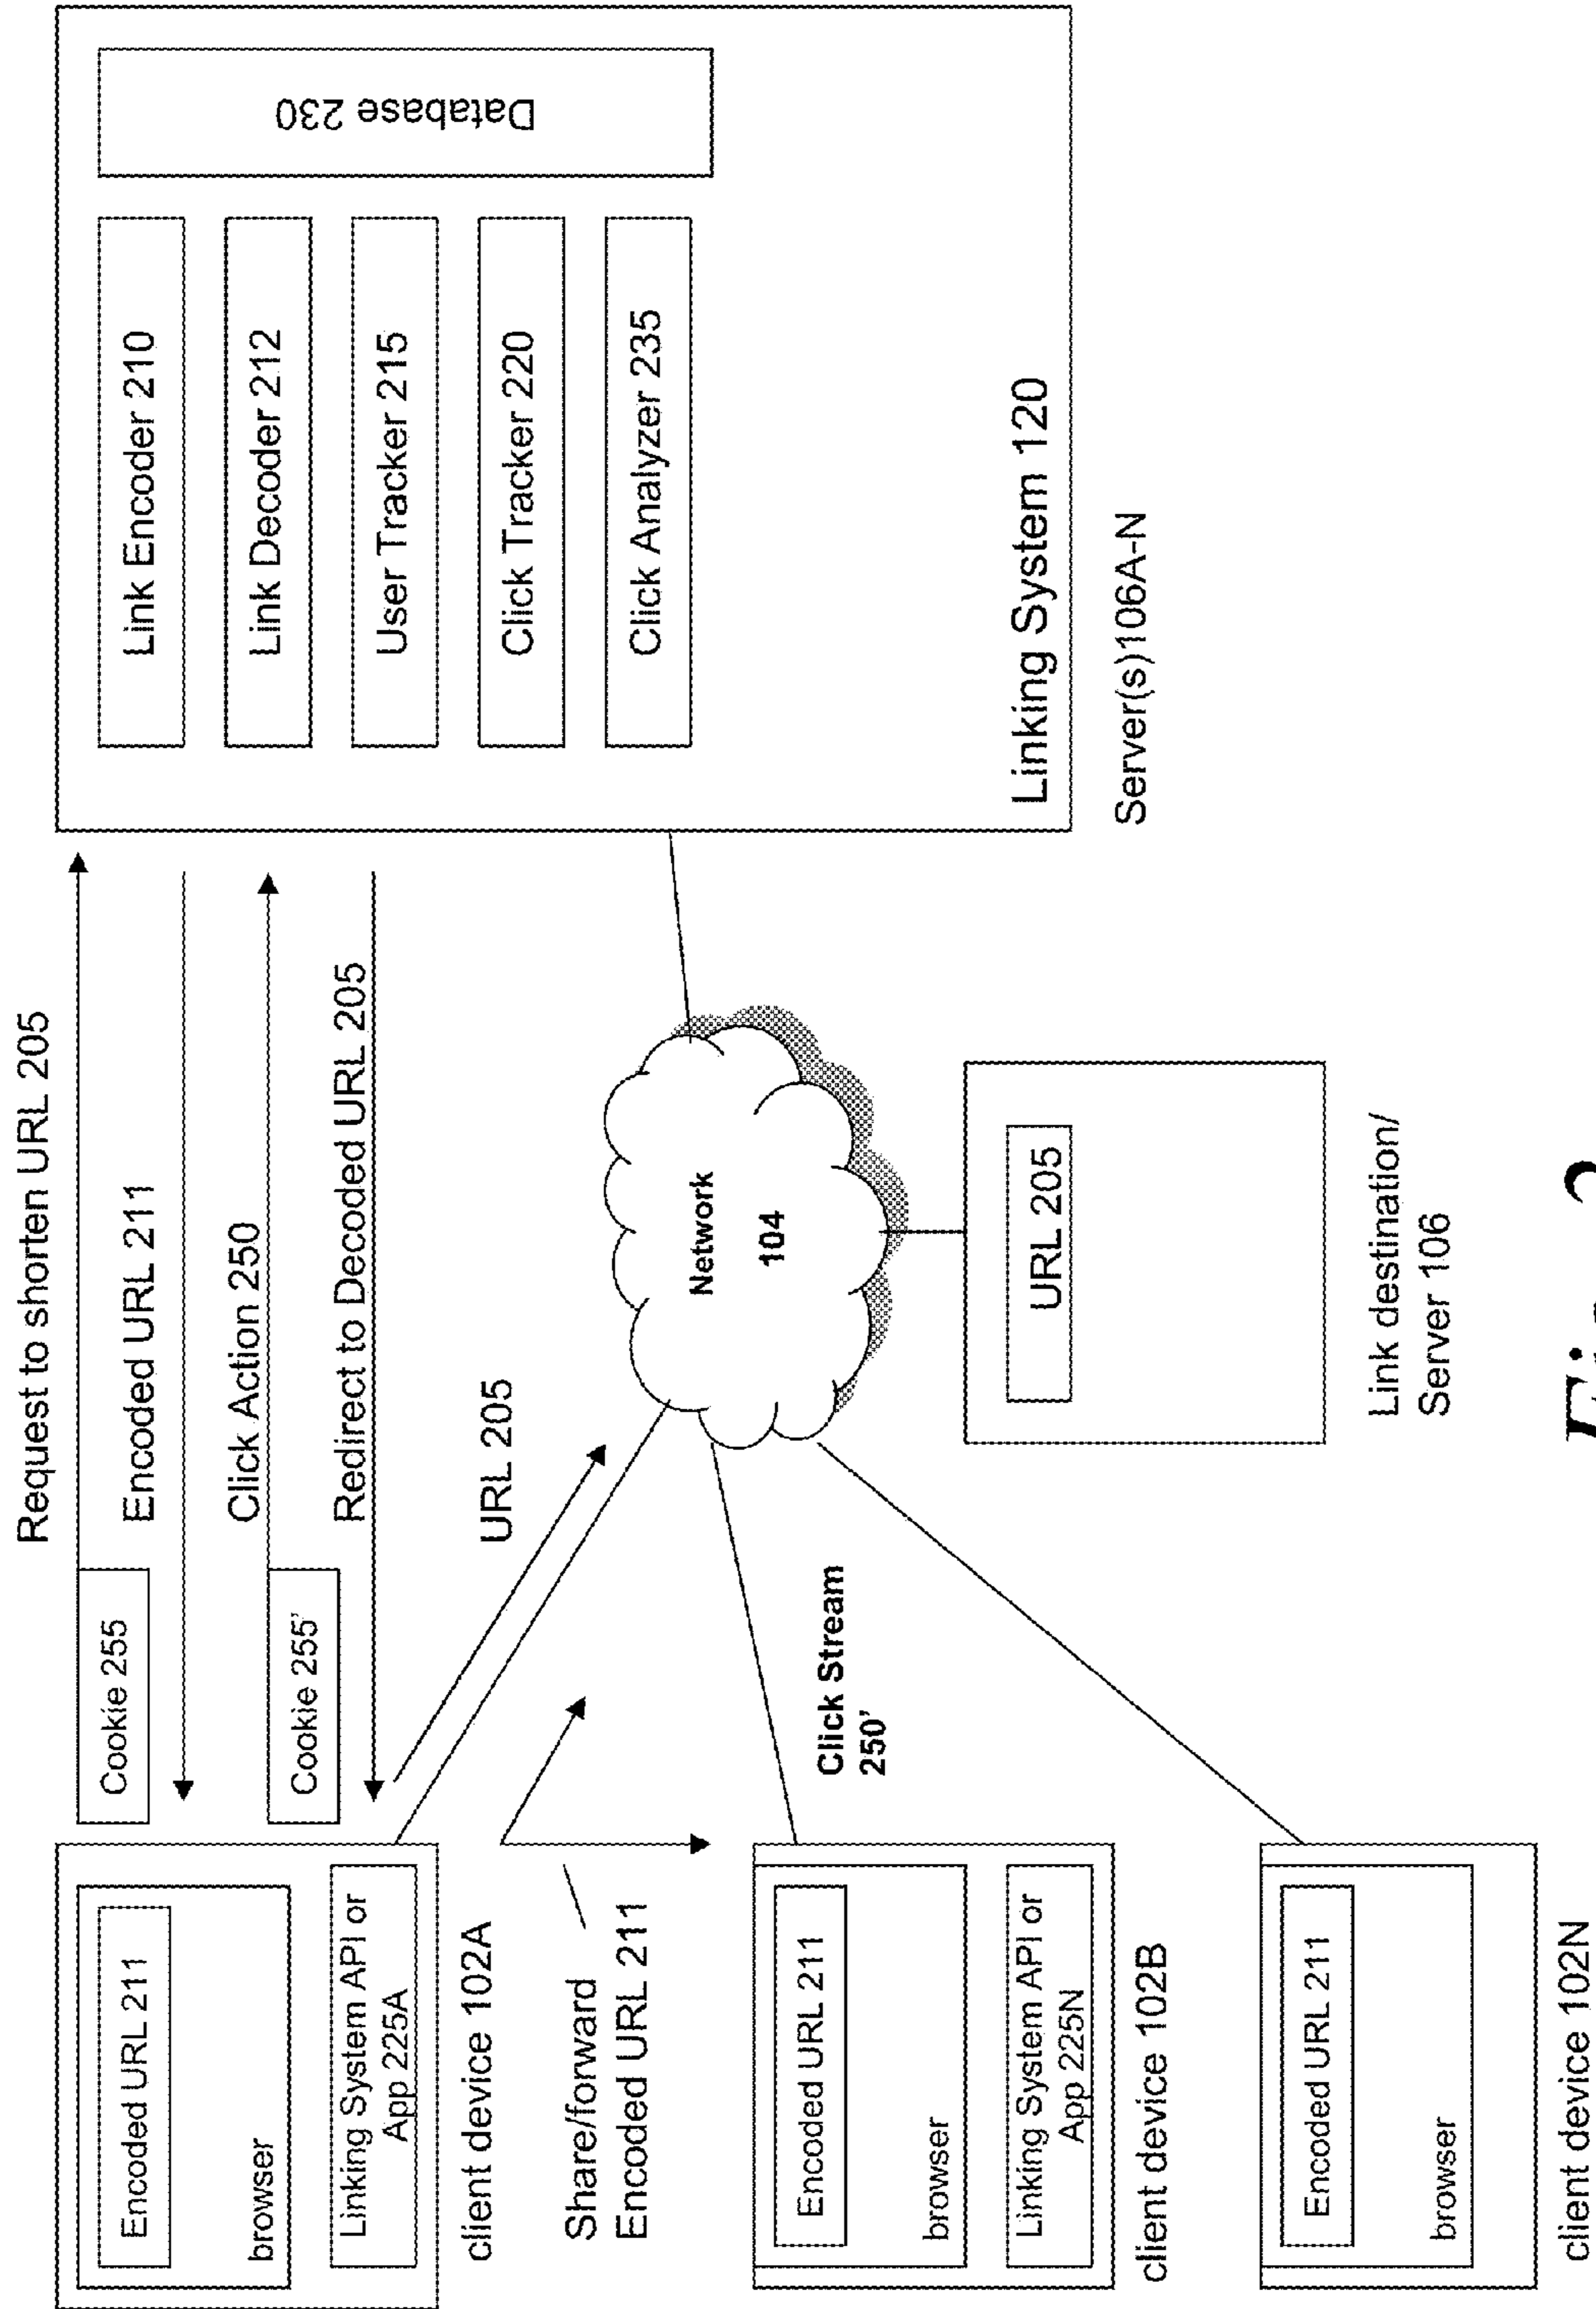 Request to shorten URL 205
Cookie 255
Encoded URL 211
Click Action 250
Cookie 255'
Redirect to Decoded URL 205
Encoded URL 211
browser
Linking System API or
App 225A
client device 102A
URL 205
Share/forward
Encoded URL 211
Encoded URL 211
browser
Linking System API or
App 225N
client device 102B
Click Stream
250'
Encoded URL 211
browser
client device 102N
Network
104
URL 205
Link destination/
Server 106
Link Encoder 210
Link Decoder 212
User Tracker 215
Click Tracker 220
Click Analyzer 235
Database 230
Linking System 120
Server(s)106A-N